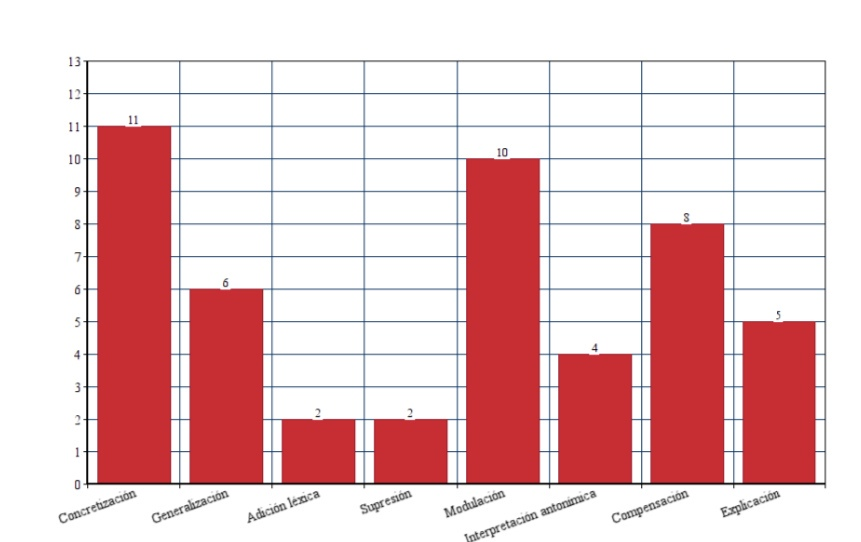 13
12
11
10
9
8
7
6
5
4
3
2
1
0
11
6
2
2
10
4
8
5
Concretización
Generalización
Adición léxica
Supresión
Modulación
Interpretación antonímica
Compensación
Explicación